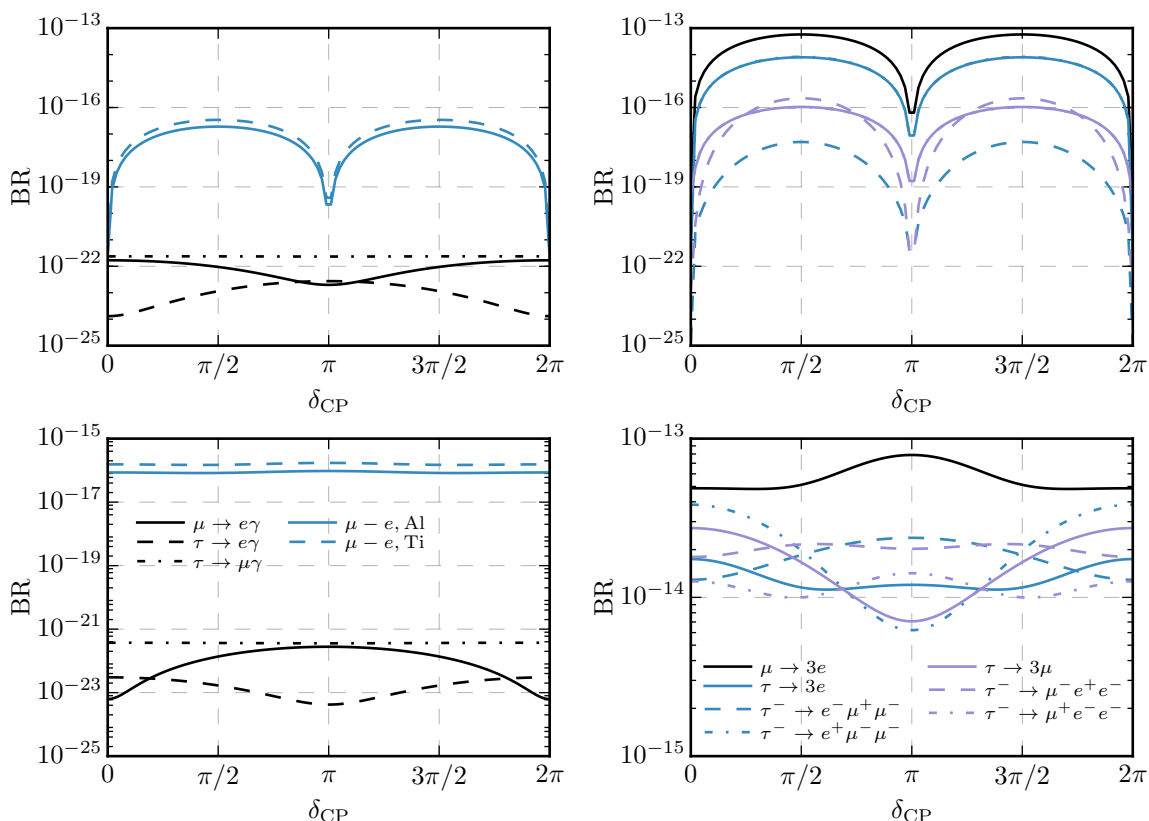 10⁻¹³
10⁻¹⁶
10⁻¹⁹
10⁻²²
10⁻²⁵
BR
0 π/2 π 3π/2 2π
δ_CP
10⁻¹³
10⁻¹⁶
10⁻¹⁹
10⁻²²
10⁻²⁵
BR
0 π/2 π 3π/2 2π
δ_CP
10⁻¹⁵
10⁻¹⁷
10⁻¹⁹
10⁻²¹
10⁻²³
10⁻²⁵
BR
μ → eγ
τ → eγ
τ → μγ
μ − e, Al
μ − e, Ti
0 π/2 π 3π/2 2π
δ_CP
10⁻¹³
10⁻¹⁴
10⁻¹⁵
BR
μ → 3e
τ → 3e
τ⁻ → e⁻μ⁺μ⁻
τ⁻ → e⁺μ⁻μ⁻
τ → 3μ
τ⁻ → μ⁻e⁺e⁻
τ⁻ → μ⁺e⁻e⁻
0 π/2 π 3π/2 2π
δ_CP